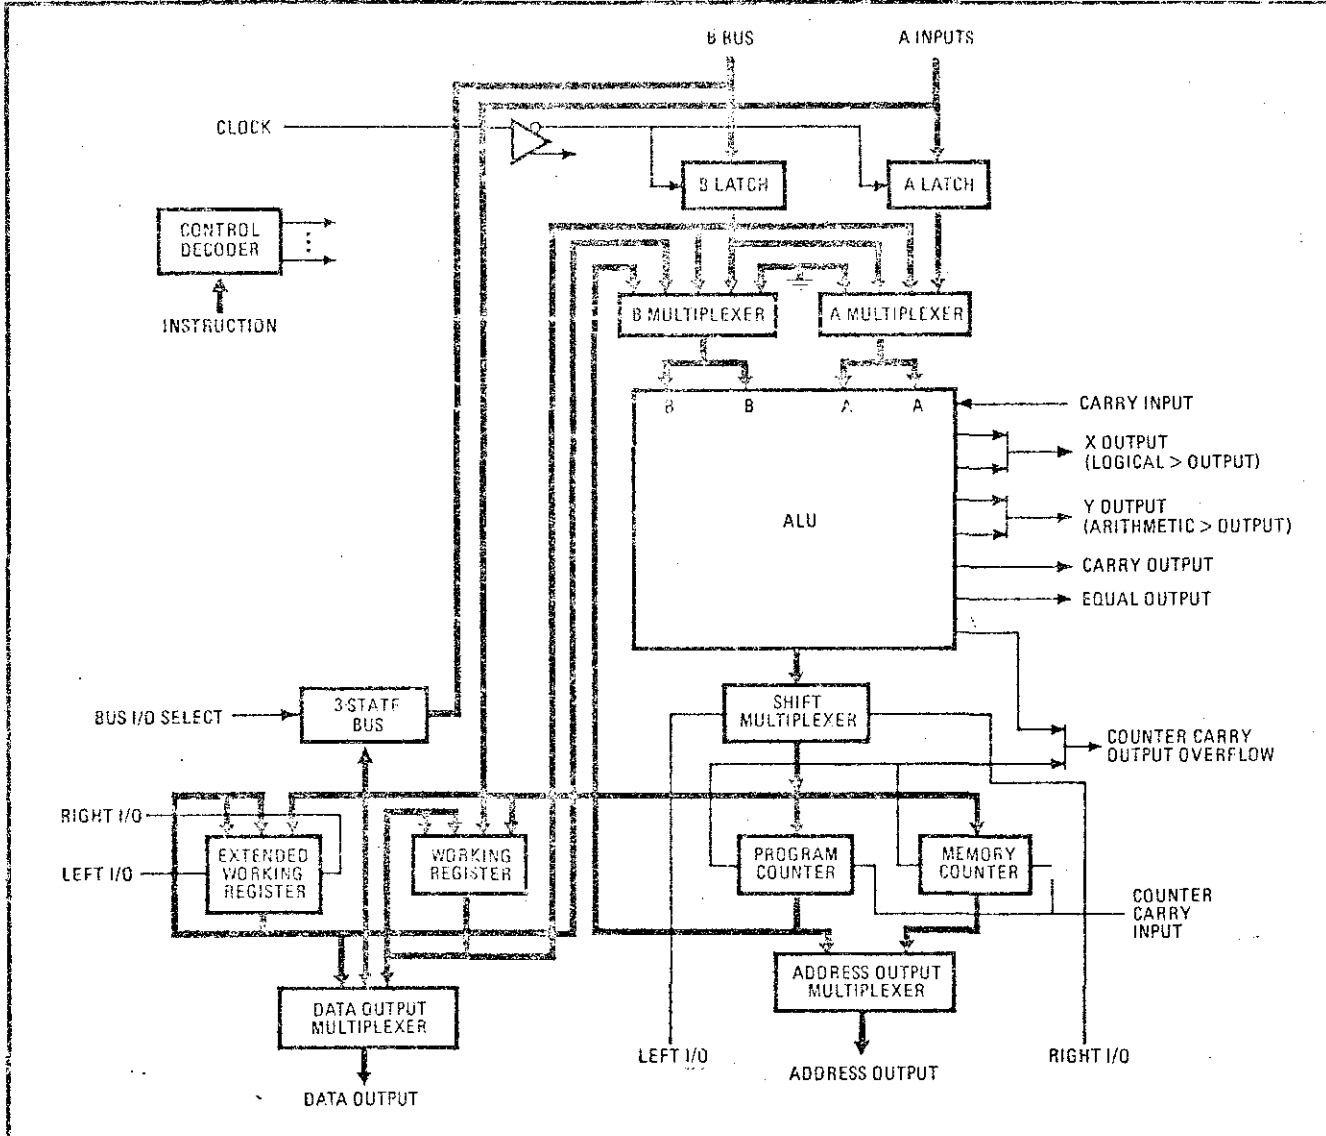 B BUS
A INPUTS
CLOCK
B LATCH
A LATCH
CONTROL
DECODER
INSTRUCTION
B MULTIPLEXER
A MULTIPLEXER
B
B
A
A
ALU
CARRY INPUT
X OUTPUT
(LOGICAL > OUTPUT)
Y OUTPUT
(ARITHMETIC > OUTPUT)
CARRY OUTPUT
EQUAL OUTPUT
BUS I/O SELECT
3-STATE
BUS
SHIFT
MULTIPLEXER
COUNTER CARRY
OUTPUT OVERFLOW
RIGHT I/O
LEFT I/O
EXTENDED
WORKING
REGISTER
WORKING
REGISTER
PROGRAM
COUNTER
MEMORY
COUNTER
COUNTER
CARRY
INPUT
DATA OUTPUT
MULTIPLEXER
ADDRESS OUTPUT
MULTIPLEXER
LEFT I/O
RIGHT I/O
ADDRESS OUTPUT
DATA OUTPUT